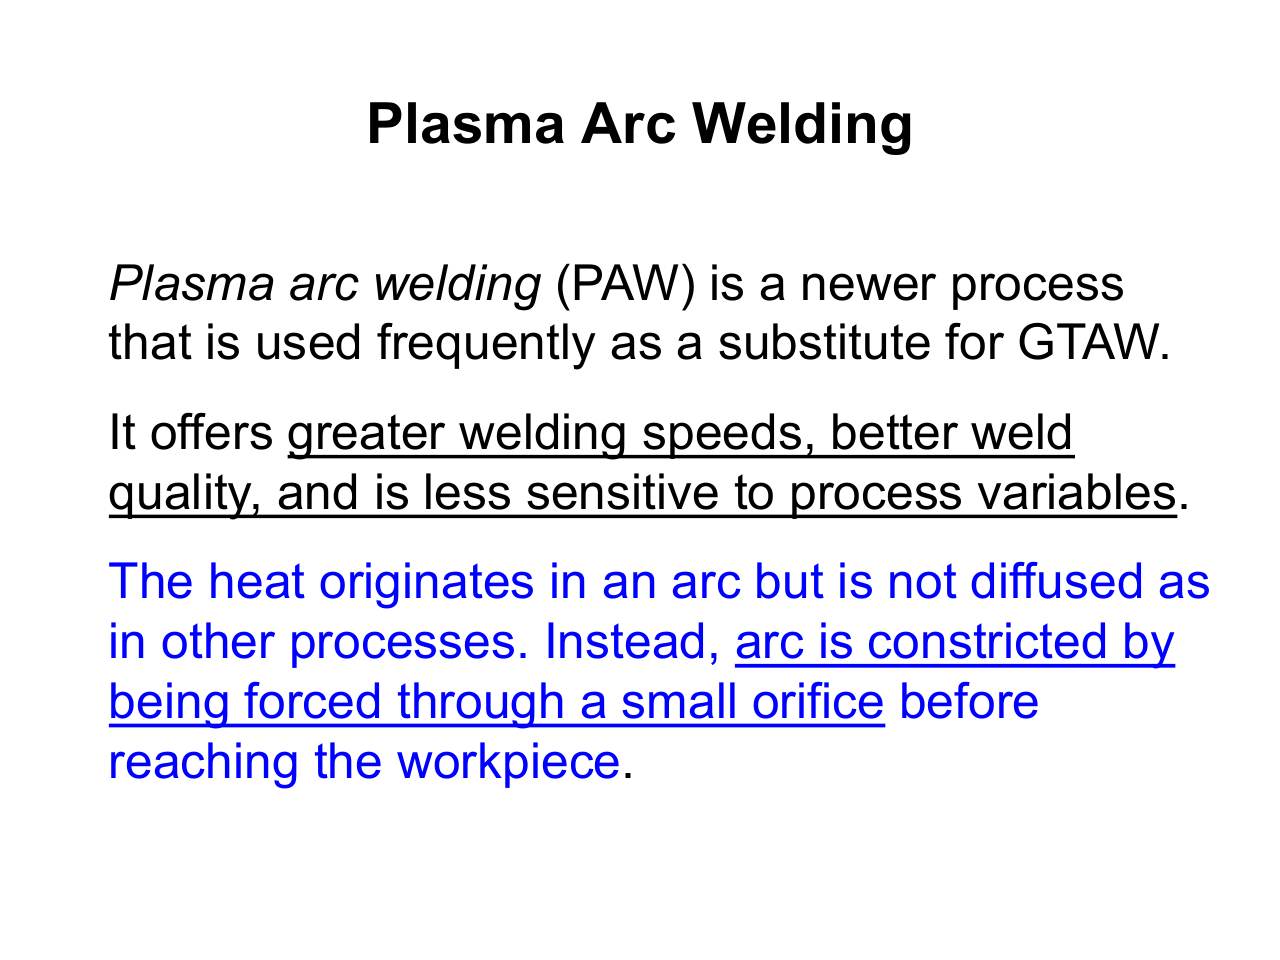 Plasma Arc Welding
Plasma arc welding (PAW) is a newer process
that is used frequently as a substitute for GTAW.
It offers greater welding speeds, better weld
quality, and is less sensitive to process variables.
The heat originates in an arc but is not diffused as
in other processes. Instead, arc is constricted by
being forced through a small orifice before
reaching the workpiece.